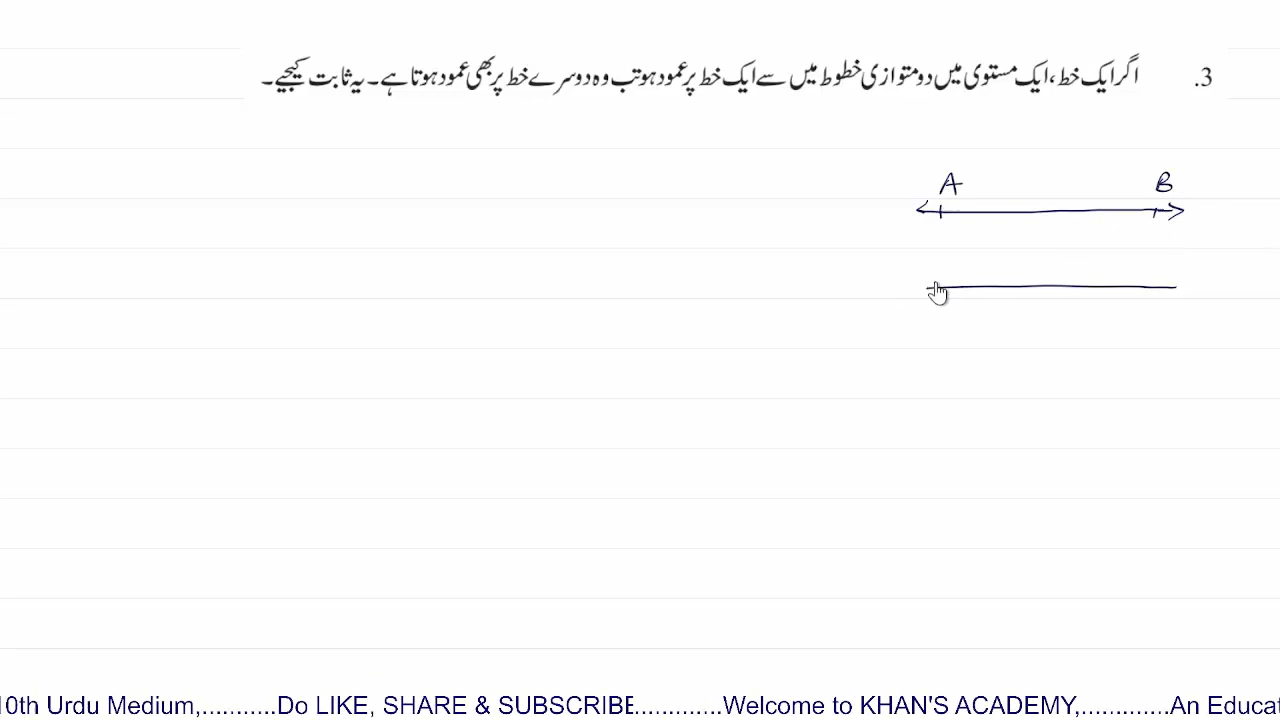 3. اگر ایک خط، ایک مستوی میں دو متوازی خطوط میں سے ایک خط پر عمود ہو تب وہ دوسرے خط پر بھی عمود ہوتا ہے۔ یہ ثابت کیجیے۔
A B
10th Urdu Medium,...........Do LIKE, SHARE & SUBSCRIBE.............Welcome to KHAN'S ACADEMY,.............An Educat